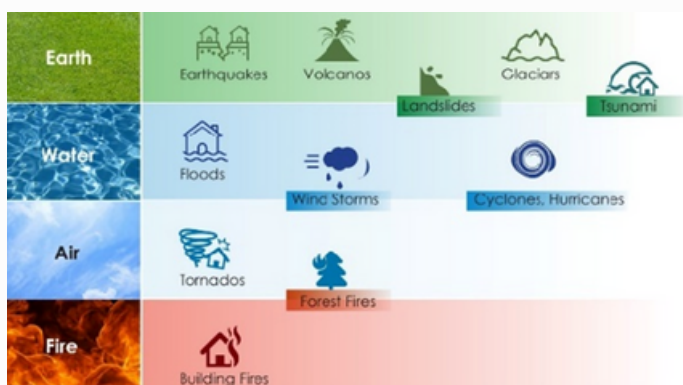 Earth
Earthquakes
Volcanos
Landslides
Glaciars
Tsunami
Water
Floods
Wind Storms
Cyclones, Hurricanes
Air
Tornados
Forest Fires
Fire
Building Fires